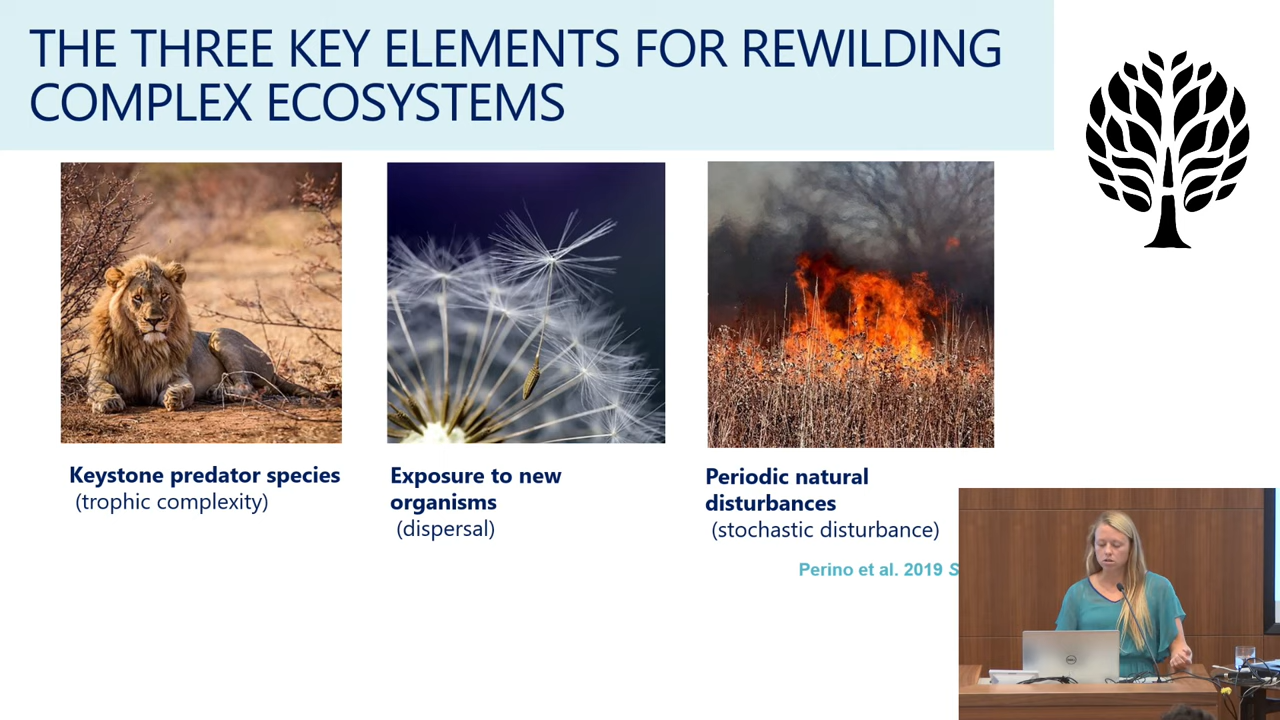 THE THREE KEY ELEMENTS FOR REWILDING
COMPLEX ECOSYSTEMS
Keystone predator species
(trophic complexity)
Exposure to new
organisms
(dispersal)
Periodic natural
disturbances
(stochastic disturbance)
Perino et al. 2019 S